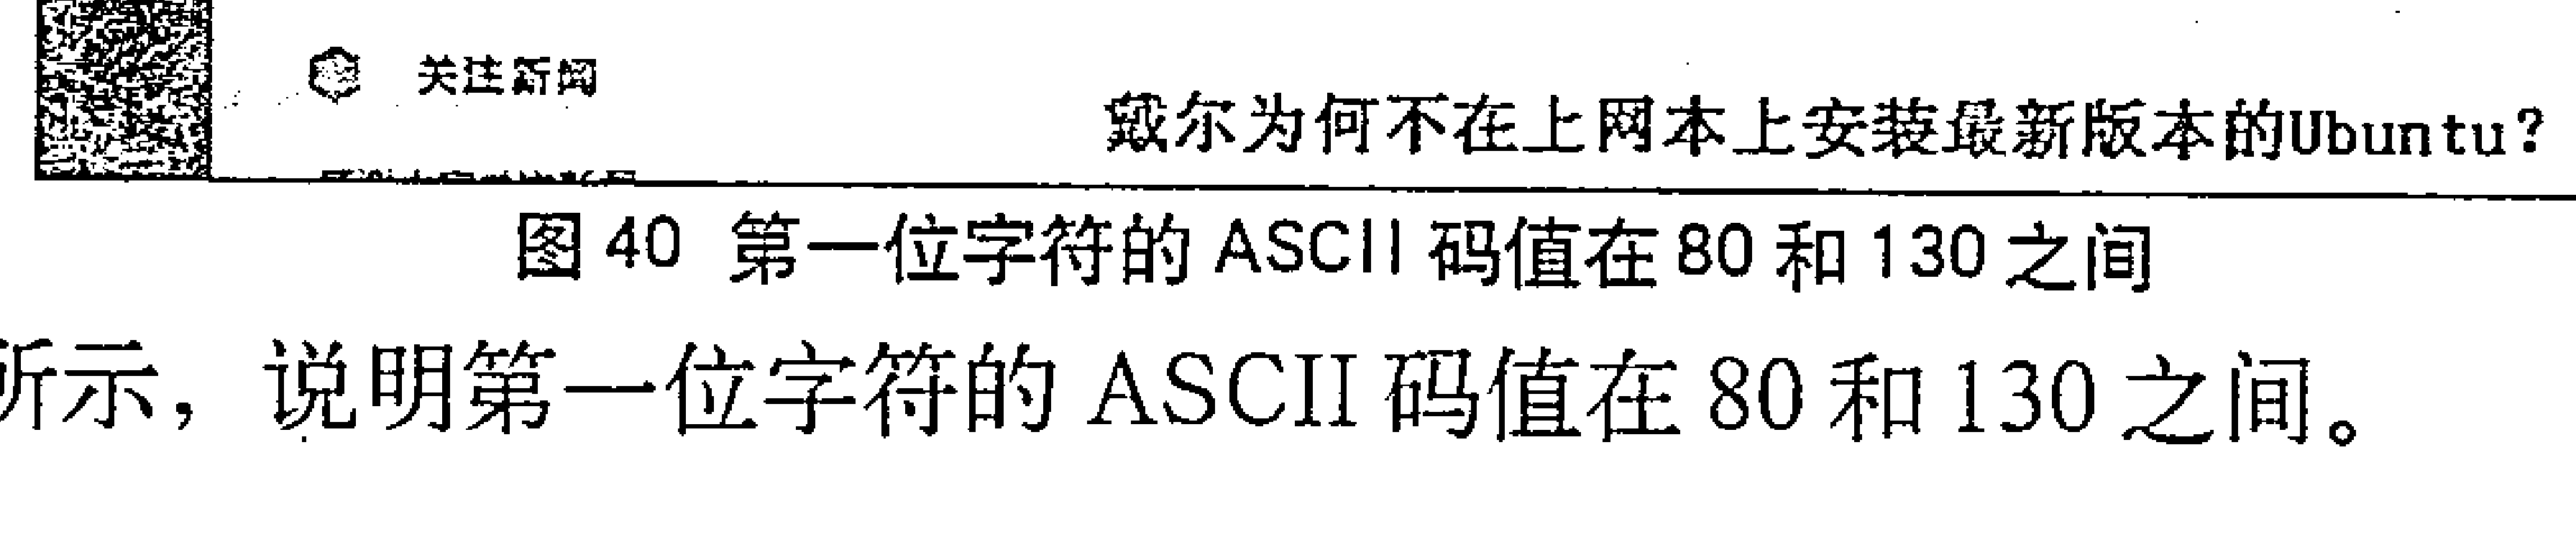 关注新闻
戴尔为何不在上网本上安装最新版本的Ubuntu？
图 40 第一位字符的 ASCII 码值在 80 和 130 之间
所示，说明第一位字符的 ASCII 码值在 80 和 130 之间。